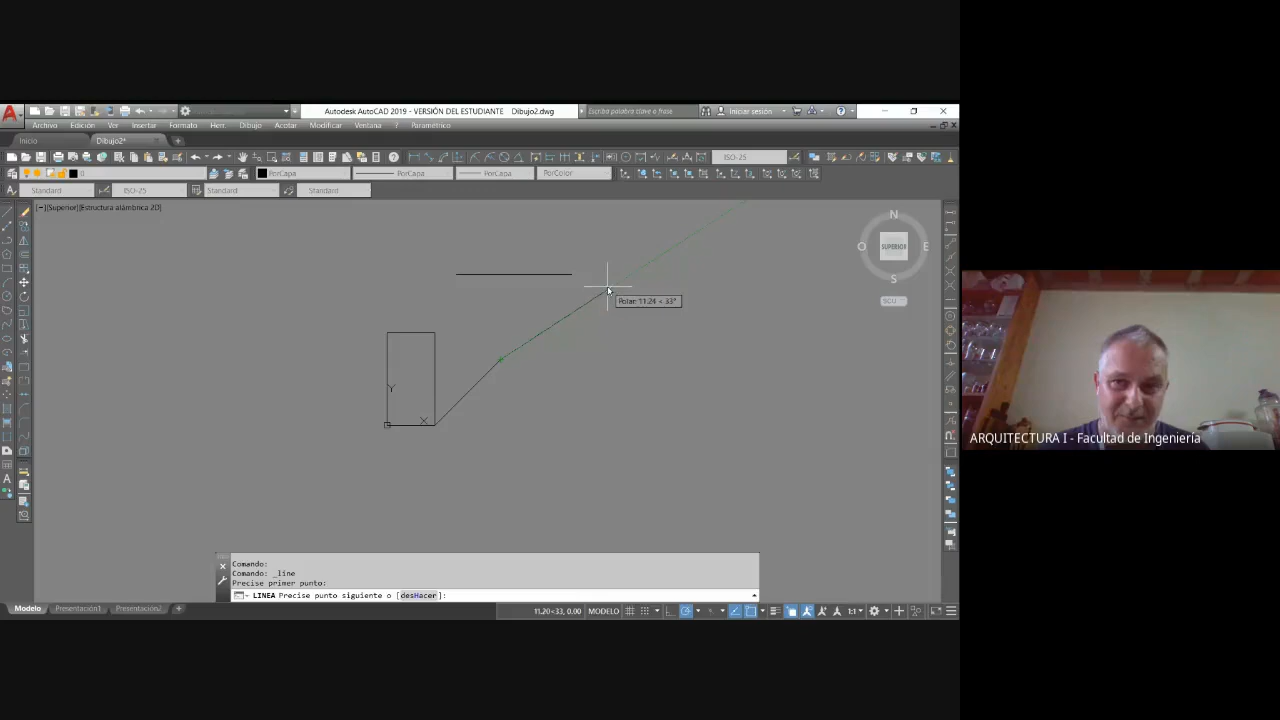 Autodesk AutoCAD 2019 - VERSIÓN DEL ESTUDIANTE Dibujo2.dwg
Escriba palabra clave o frase
Iniciar sesión
Archivo Edición Ver Insertar Formato Herr. Dibujo Acotar Modificar Ventana ? Paramétrico
Inicio Dibujo2*
ISO-25
0 PorCapa PorCapa PorCapa PorColor
Standard ISO-25 Standard Standard
[−][Superior][Estructura alámbrica 2D]
N
O SUPERIOR E
S
SCU
Polar: 11.24 < 33°
Y
X
ARQUITECTURA I - Facultad de Ingeniería
Comando:
Comando: _line
Precise primer punto:
LINEA Precise punto siguiente o [desHacer]:
Modelo Presentación1 Presentación2 +
11.20<33, 0.00 MODELO 1:1